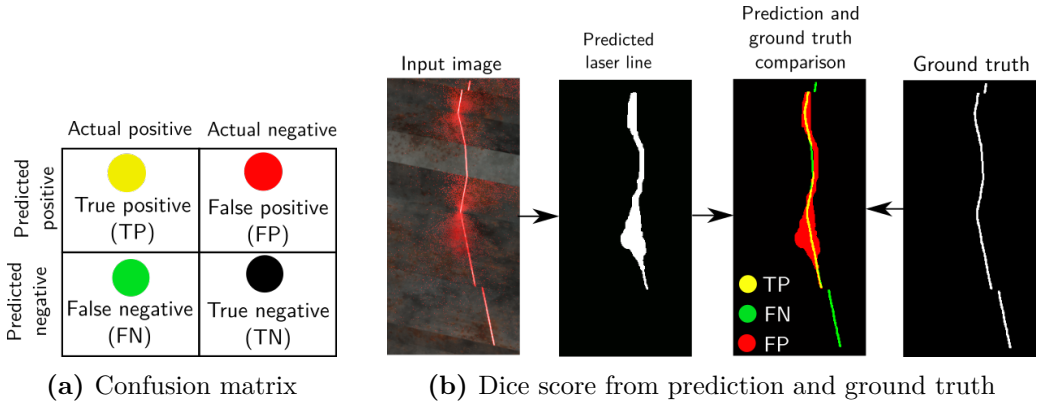 Actual positive
Actual negative
Predicted
positive
True positive
(TP)
False positive
(FP)
Predicted
negative
False negative
(FN)
True negative
(TN)
(a) Confusion matrix
Input image
Predicted
laser line
Prediction and
ground truth
comparison
Ground truth
TP
FN
FP
(b) Dice score from prediction and ground truth